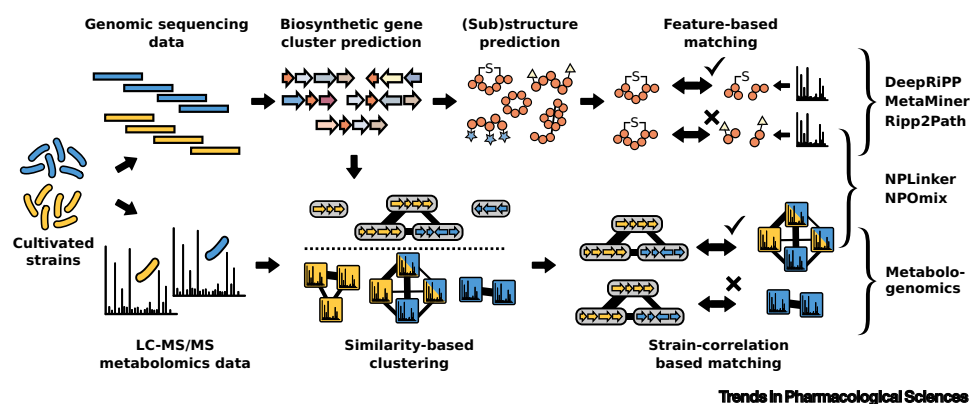 Genomic sequencing
data
Biosynthetic gene
cluster prediction
(Sub)structure
prediction
Feature-based
matching
S
S
S
S
DeepRiPP
MetaMiner
Ripp2Path
NPLinker
NPOmix
Metabolo-
genomics
Cultivated
strains
LC-MS/MS
metabolomics data
Similarity-based
clustering
Strain-correlation
based matching
Trends in Pharmacological Sciences